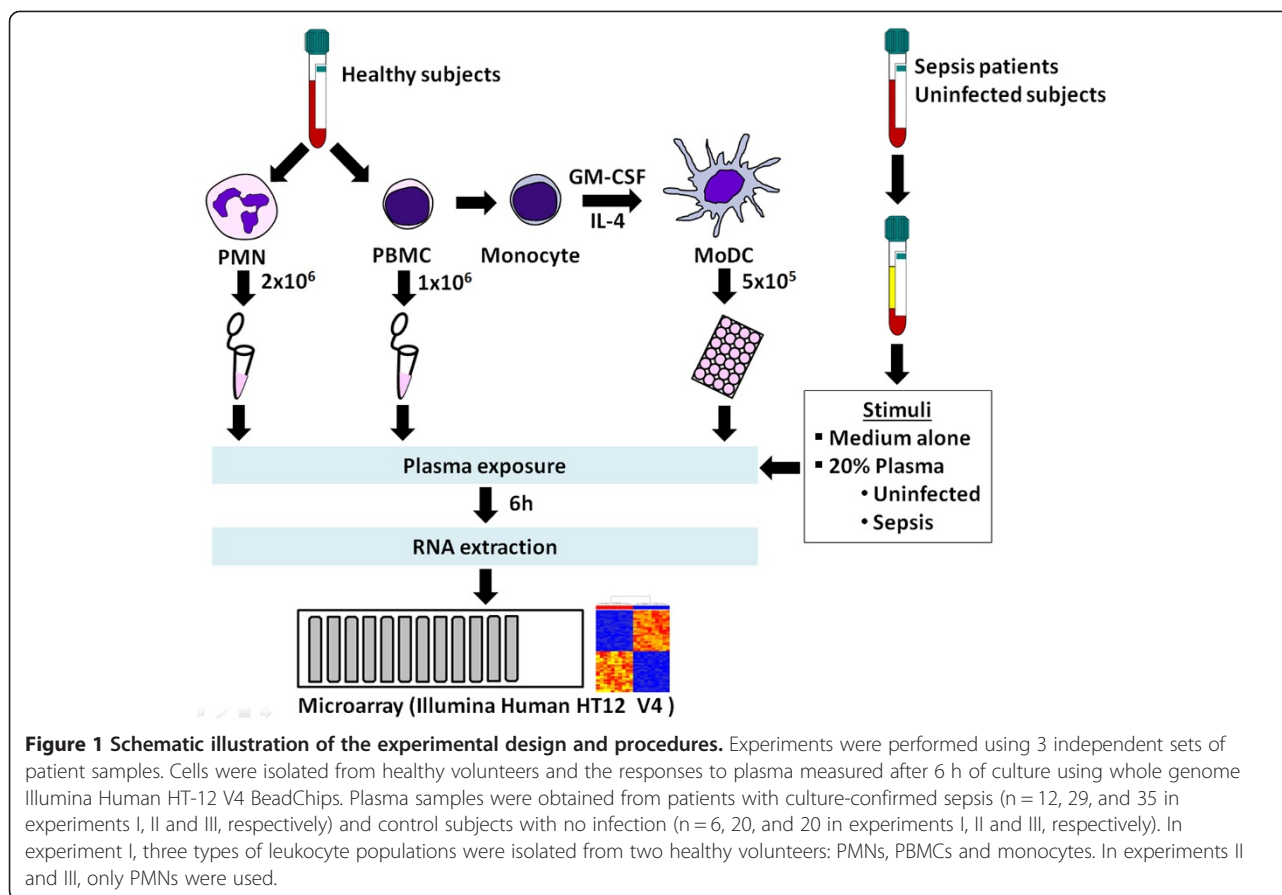 Healthy subjects
Sepsis patients
Uninfected subjects
GM-CSF
IL-4
PMN
PBMC
Monocyte
MoDC
2x10⁶
1x10⁶
5x10⁵
Stimuli
▪ Medium alone
▪ 20% Plasma
• Uninfected
• Sepsis
Plasma exposure
6h
RNA extraction
Microarray (Illumina Human HT12 V4 )
Figure 1 Schematic illustration of the experimental design and procedures. Experiments were performed using 3 independent sets of
patient samples. Cells were isolated from healthy volunteers and the responses to plasma measured after 6 h of culture using whole genome
Illumina Human HT-12 V4 BeadChips. Plasma samples were obtained from patients with culture-confirmed sepsis (n = 12, 29, and 35 in
experiments I, II and III, respectively) and control subjects with no infection (n = 6, 20, and 20 in experiments I, II and III, respectively). In
experiment I, three types of leukocyte populations were isolated from two healthy volunteers: PMNs, PBMCs and monocytes. In experiments II
and III, only PMNs were used.